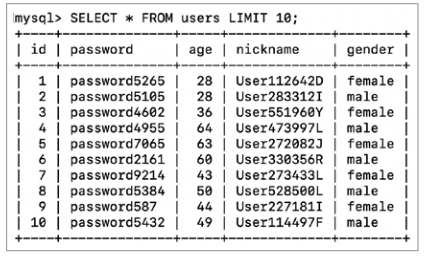 mysql> SELECT * FROM users LIMIT 10;
+----+--------------+-----+-------------+--------+
| id | password | age | nickname | gender |
+----+--------------+-----+-------------+--------+
| 1 | password5265 | 28 | User112642D | female |
| 2 | password5105 | 28 | User283312I | male |
| 3 | password4602 | 36 | User551960Y | female |
| 4 | password4955 | 64 | User473997L | male |
| 5 | password7065 | 63 | User272082J | female |
| 6 | password2161 | 60 | User330356R | male |
| 7 | password9214 | 43 | User273433L | female |
| 8 | password5384 | 50 | User528500L | male |
| 9 | password587 | 44 | User227181I | female |
| 10 | password5432 | 49 | User114497F | male |
+----+--------------+-----+-------------+--------+